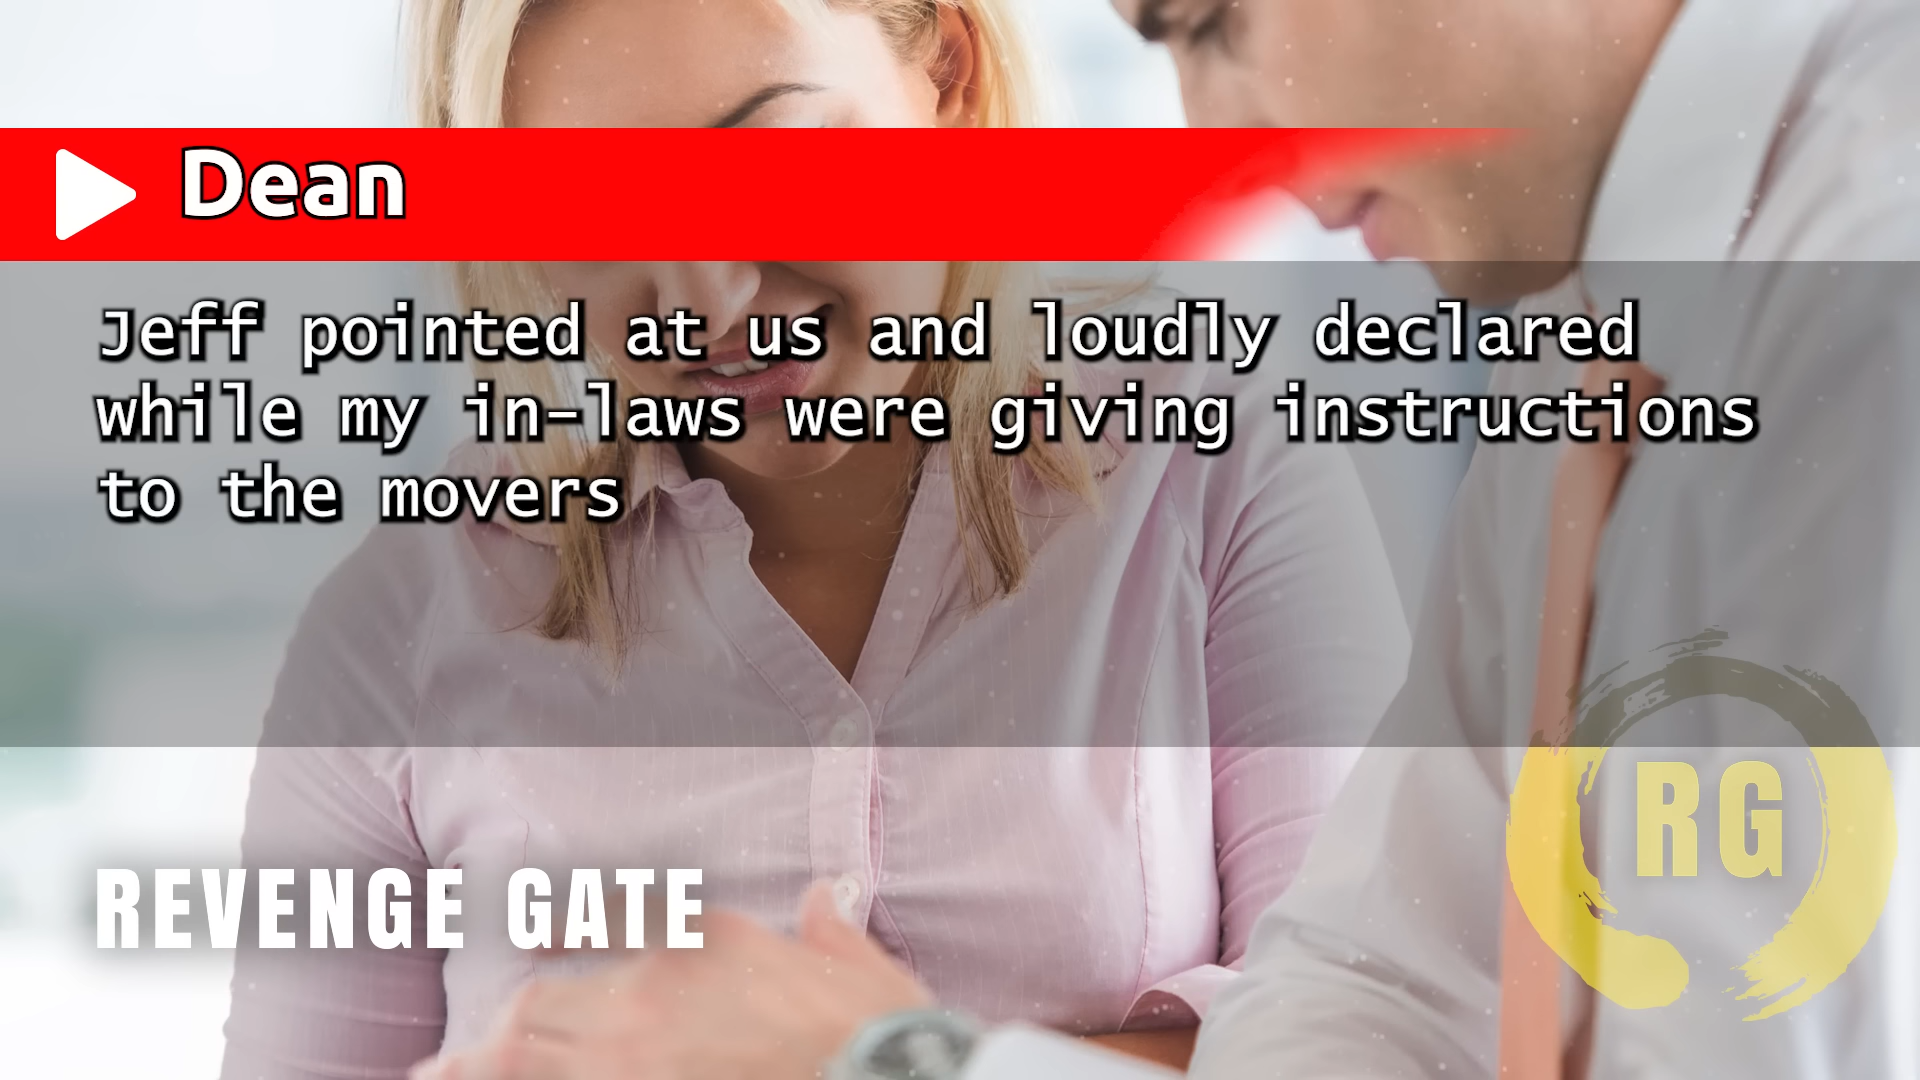 Dean
Jeff pointed at us and loudly declared
while my in-laws were giving instructions
to the movers
REVENGE GATE
RG